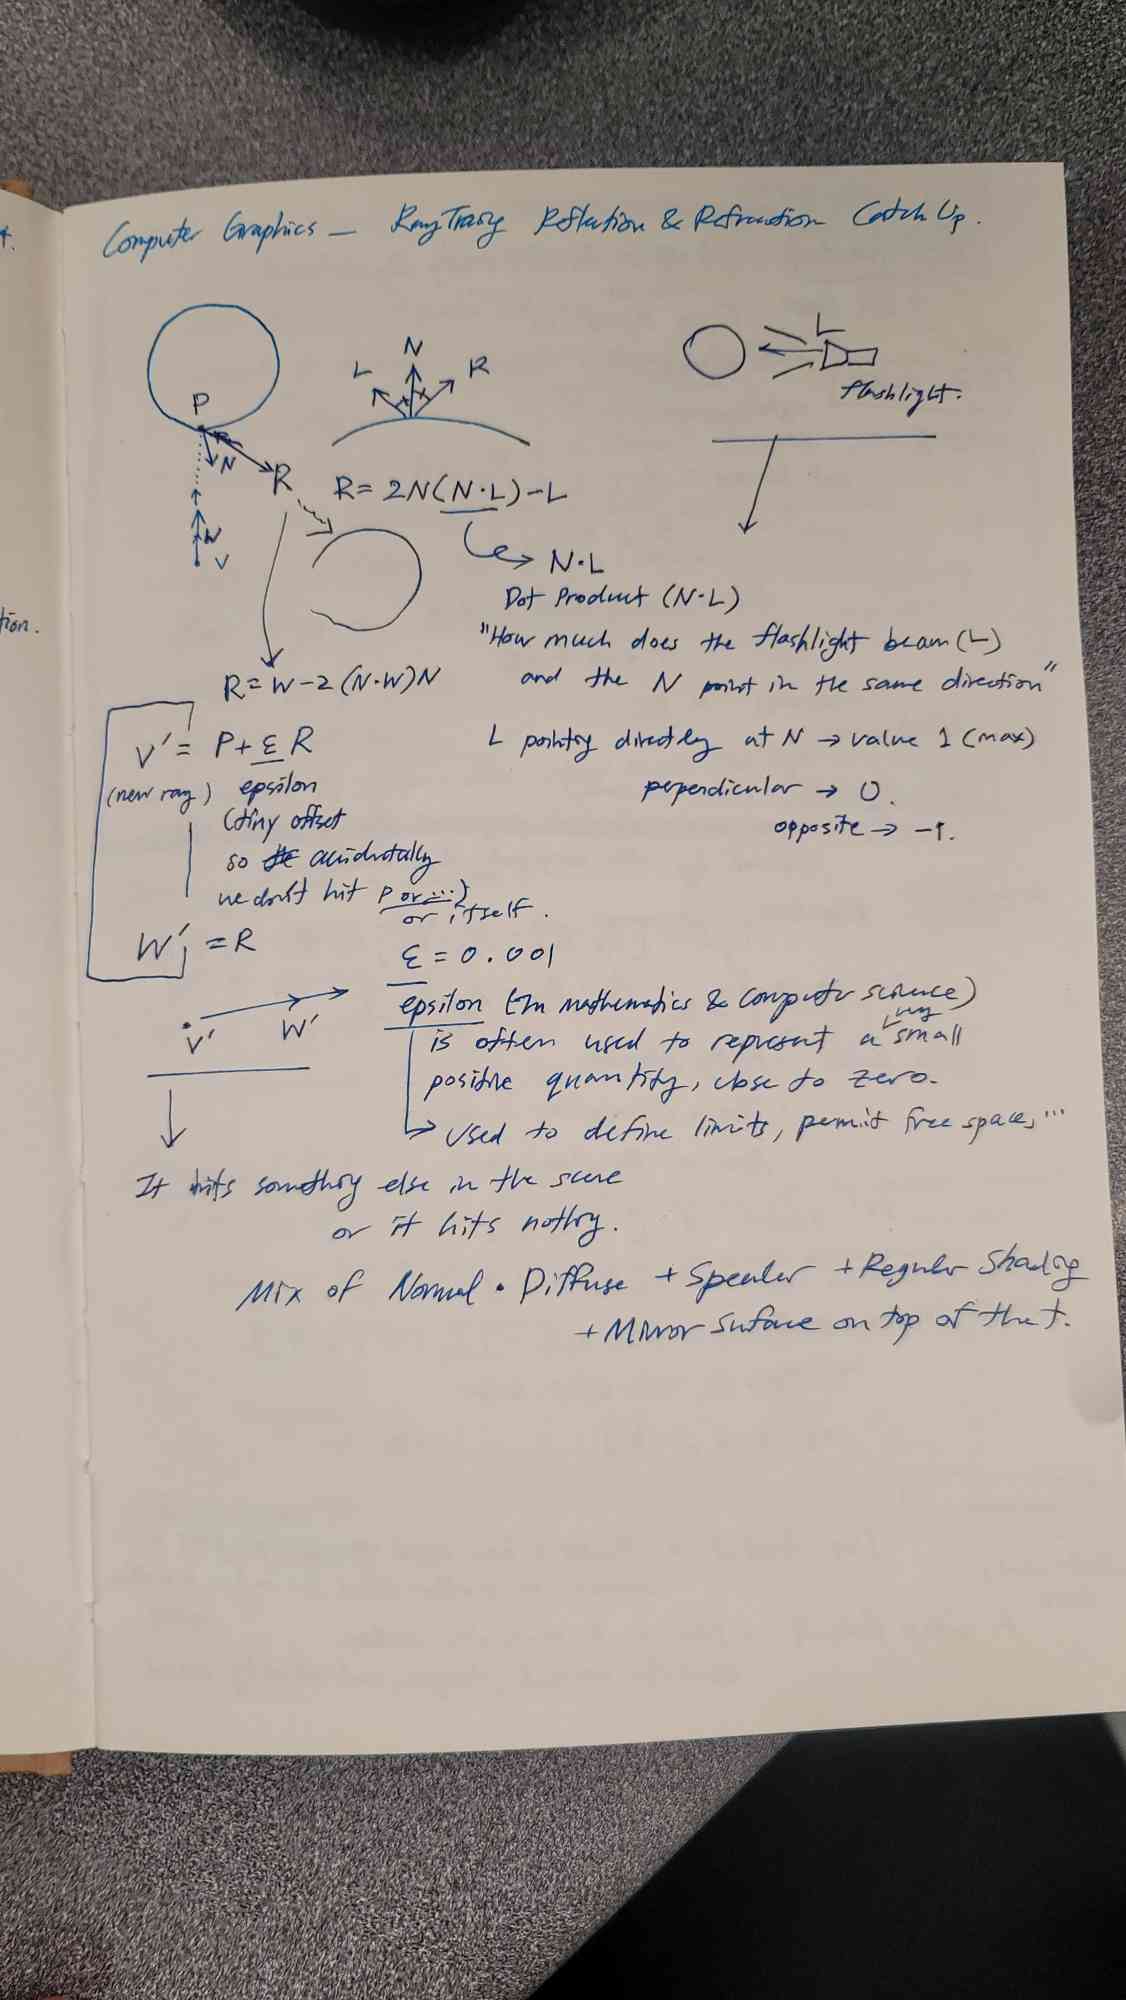 t.
tion.
Computer Graphics — RayTracing Reflection & Refraction Catch Up.
P
N
R
W
V
L N R
L
flashlight.
R = 2N(N·L)-L
N·L
Dot Product (N·L)
"How much does the flashlight beam (L)
and the N point in the same direction"
L pointing directly at N → value 1 (max)
perpendicular → 0.
opposite → -1.
R = W-2(N·W)N
V' = P+ε R
(new ray) epsilon
(tiny offset
so accidentally
we don't hit P or ...)
or itself.
W' = R
ε = 0.001
V' W'
epsilon (In mathematics & computer science)
is often used to represent a very small
positive quantity, close to zero.
→ Used to define limits, permit free space, ...
It hits something else in the scene
or it hits nothing.
Mix of Normal · Diffuse + Specular + Regular Shading
+ Mirror Surface on top of that.